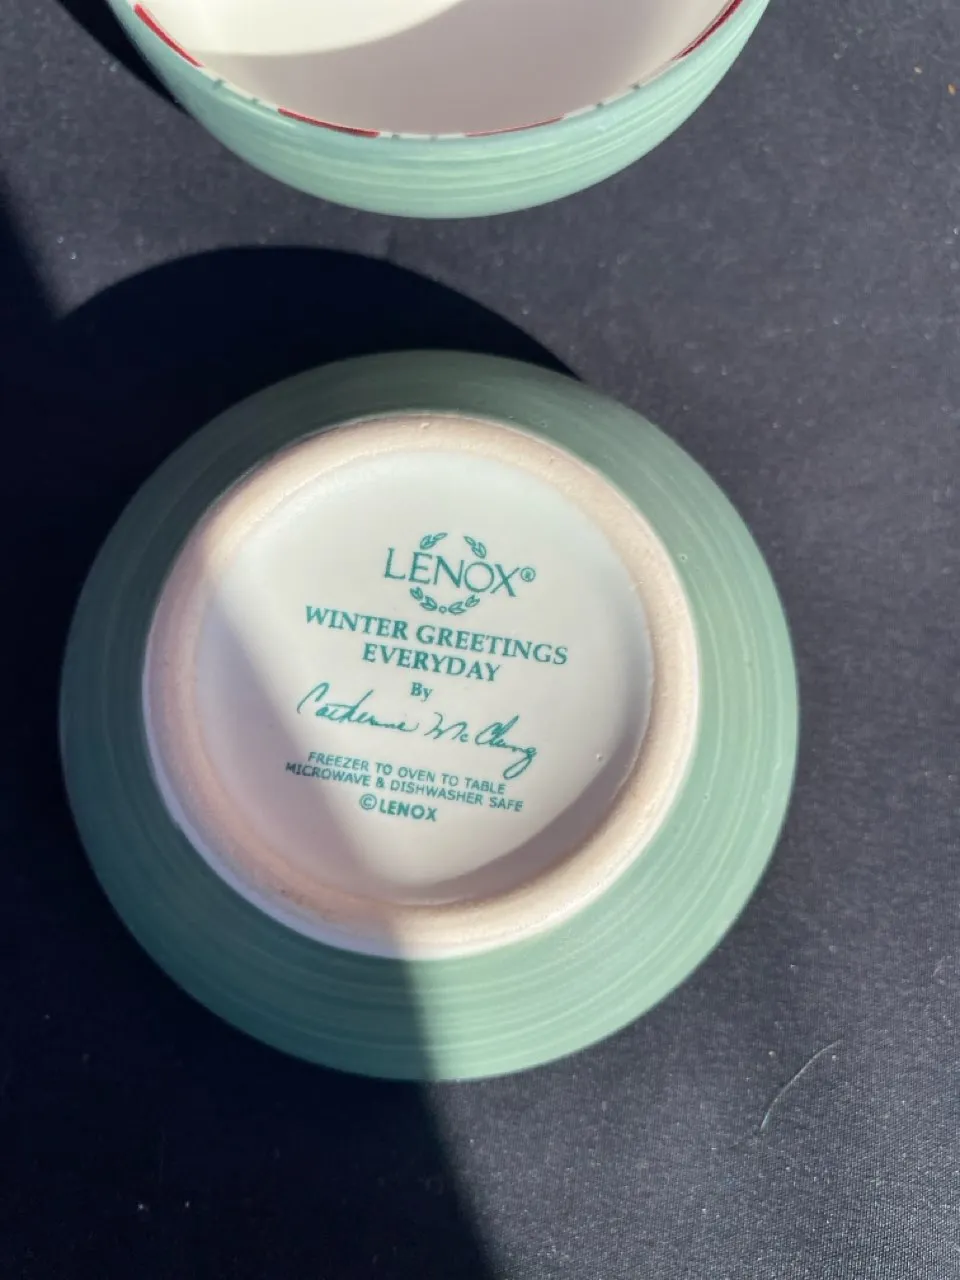 LENOX®
WINTER GREETINGS
EVERYDAY
By
Catherine McClung
FREEZER TO OVEN TO TABLE
MICROWAVE & DISHWASHER SAFE
©LENOX